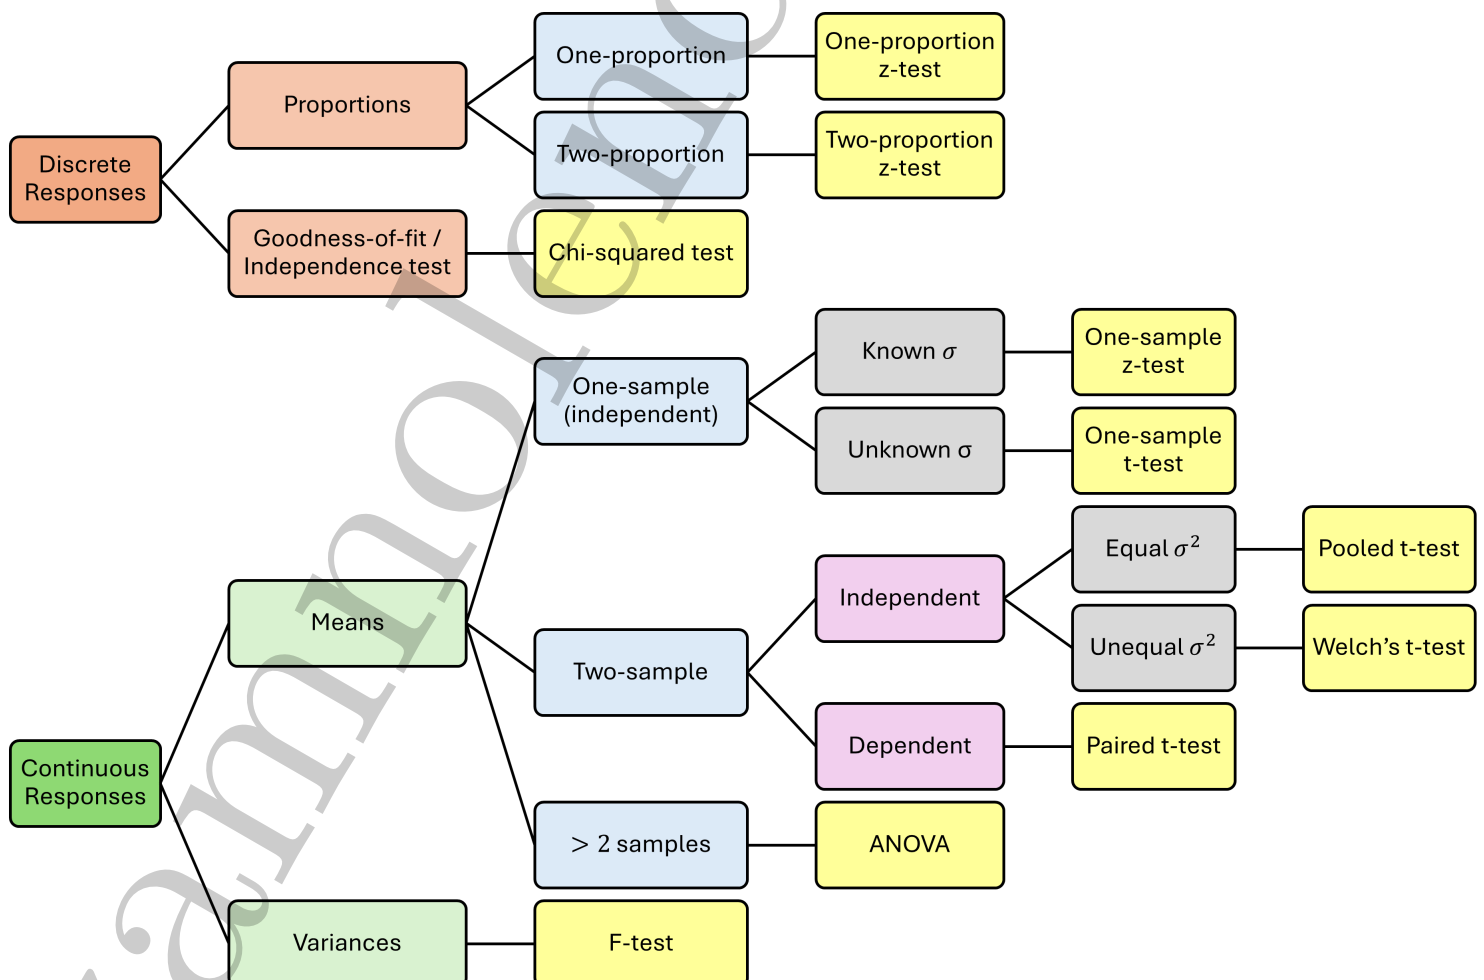 Discrete
Responses
Proportions
One-proportion
One-proportion
z-test
Two-proportion
Two-proportion
z-test
Goodness-of-fit /
Independence test
Chi-squared test
Continuous
Responses
Means
One-sample
(independent)
Known σ
One-sample
z-test
Unknown σ
One-sample
t-test
Two-sample
Independent
Equal σ²
Pooled t-test
Unequal σ²
Welch’s t-test
Dependent
Paired t-test
> 2 samples
ANOVA
Variances
F-test